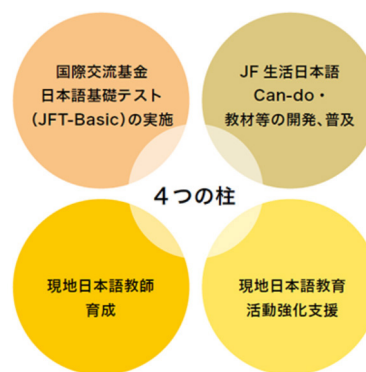 国際交流基金
日本語基礎テスト
（JFT-Basic）の実施
JF 生活日本語
Can-do・
教材等の開発、普及
4つの柱
現地日本語教師
育成
現地日本語教育
活動強化支援